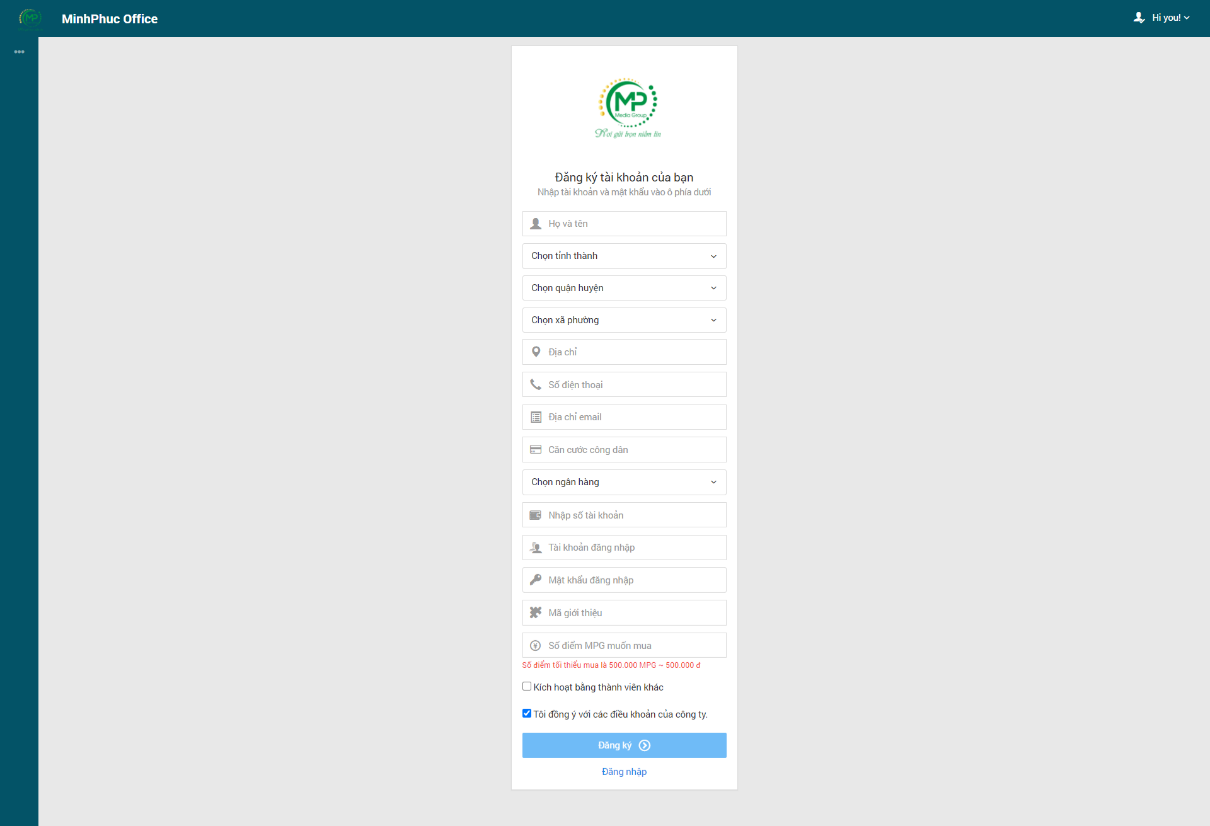 MinhPhuc Office
Hi you!
MP
Medic Group
Nơi gửi trọn niềm tin
Đăng ký tài khoản của bạn
Nhập tài khoản và mật khẩu vào ô phía dưới
Họ và tên
Chọn tỉnh thành
Chọn quận huyện
Chọn xã phường
Địa chỉ
Số điện thoại
Địa chỉ email
Căn cước công dân
Chọn ngân hàng
Nhập số tài khoản
Tài khoản đăng nhập
Mật khẩu đăng nhập
Mã giới thiệu
Số điểm MPG muốn mua
Số điểm tối thiểu mua là 500.000 MPG ~ 500.000 đ
Kích hoạt bằng thành viên khác
Tôi đồng ý với các điều khoản của công ty.
Đăng ký
Đăng nhập